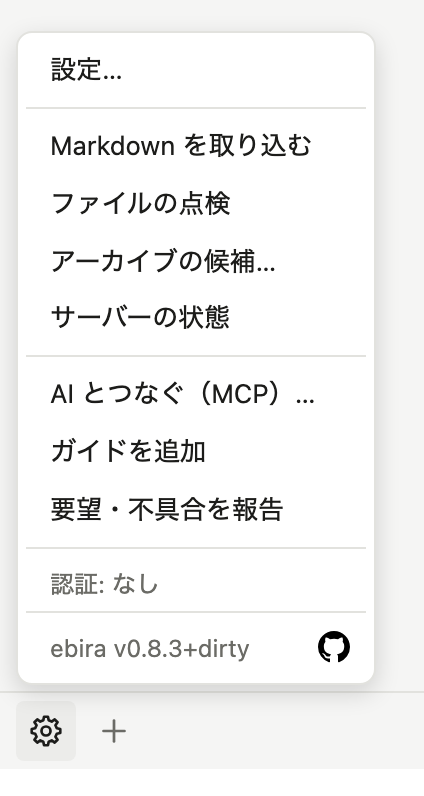 設定...
Markdown を取り込む
ファイルの点検
アーカイブの候補...
サーバーの状態
AI とつなぐ（MCP）...
ガイドを追加
要望・不具合を報告
認証: なし
ebira v0.8.3+dirty